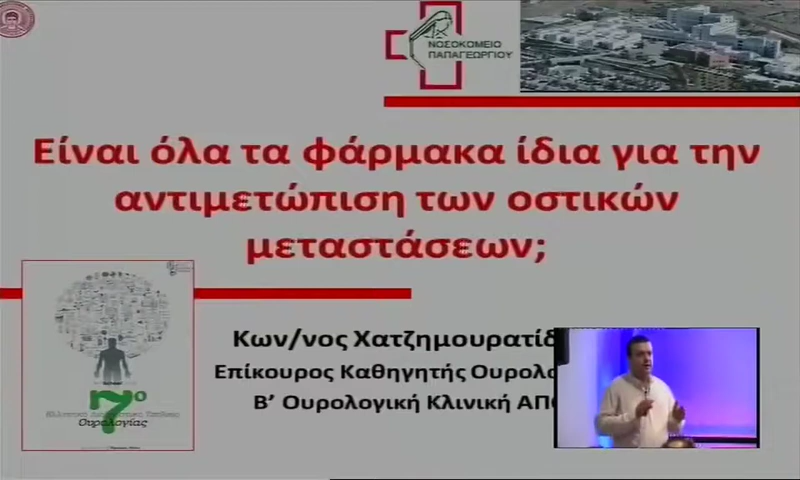 ΝΟΣΟΚΟΜΕΙΟ
ΠΑΠΑΓΕΩΡΓΙΟΥ
Είναι όλα τα φάρμακα ίδια για την
αντιμετώπιση των οστικών
μεταστάσεων;
Κων/νος Χατζημουρατίδ
Επίκουρος Καθηγητής Ουρολο
Β’ Ουρολογική Κλινική ΑΠΘ
7ο
Ουρολογίας